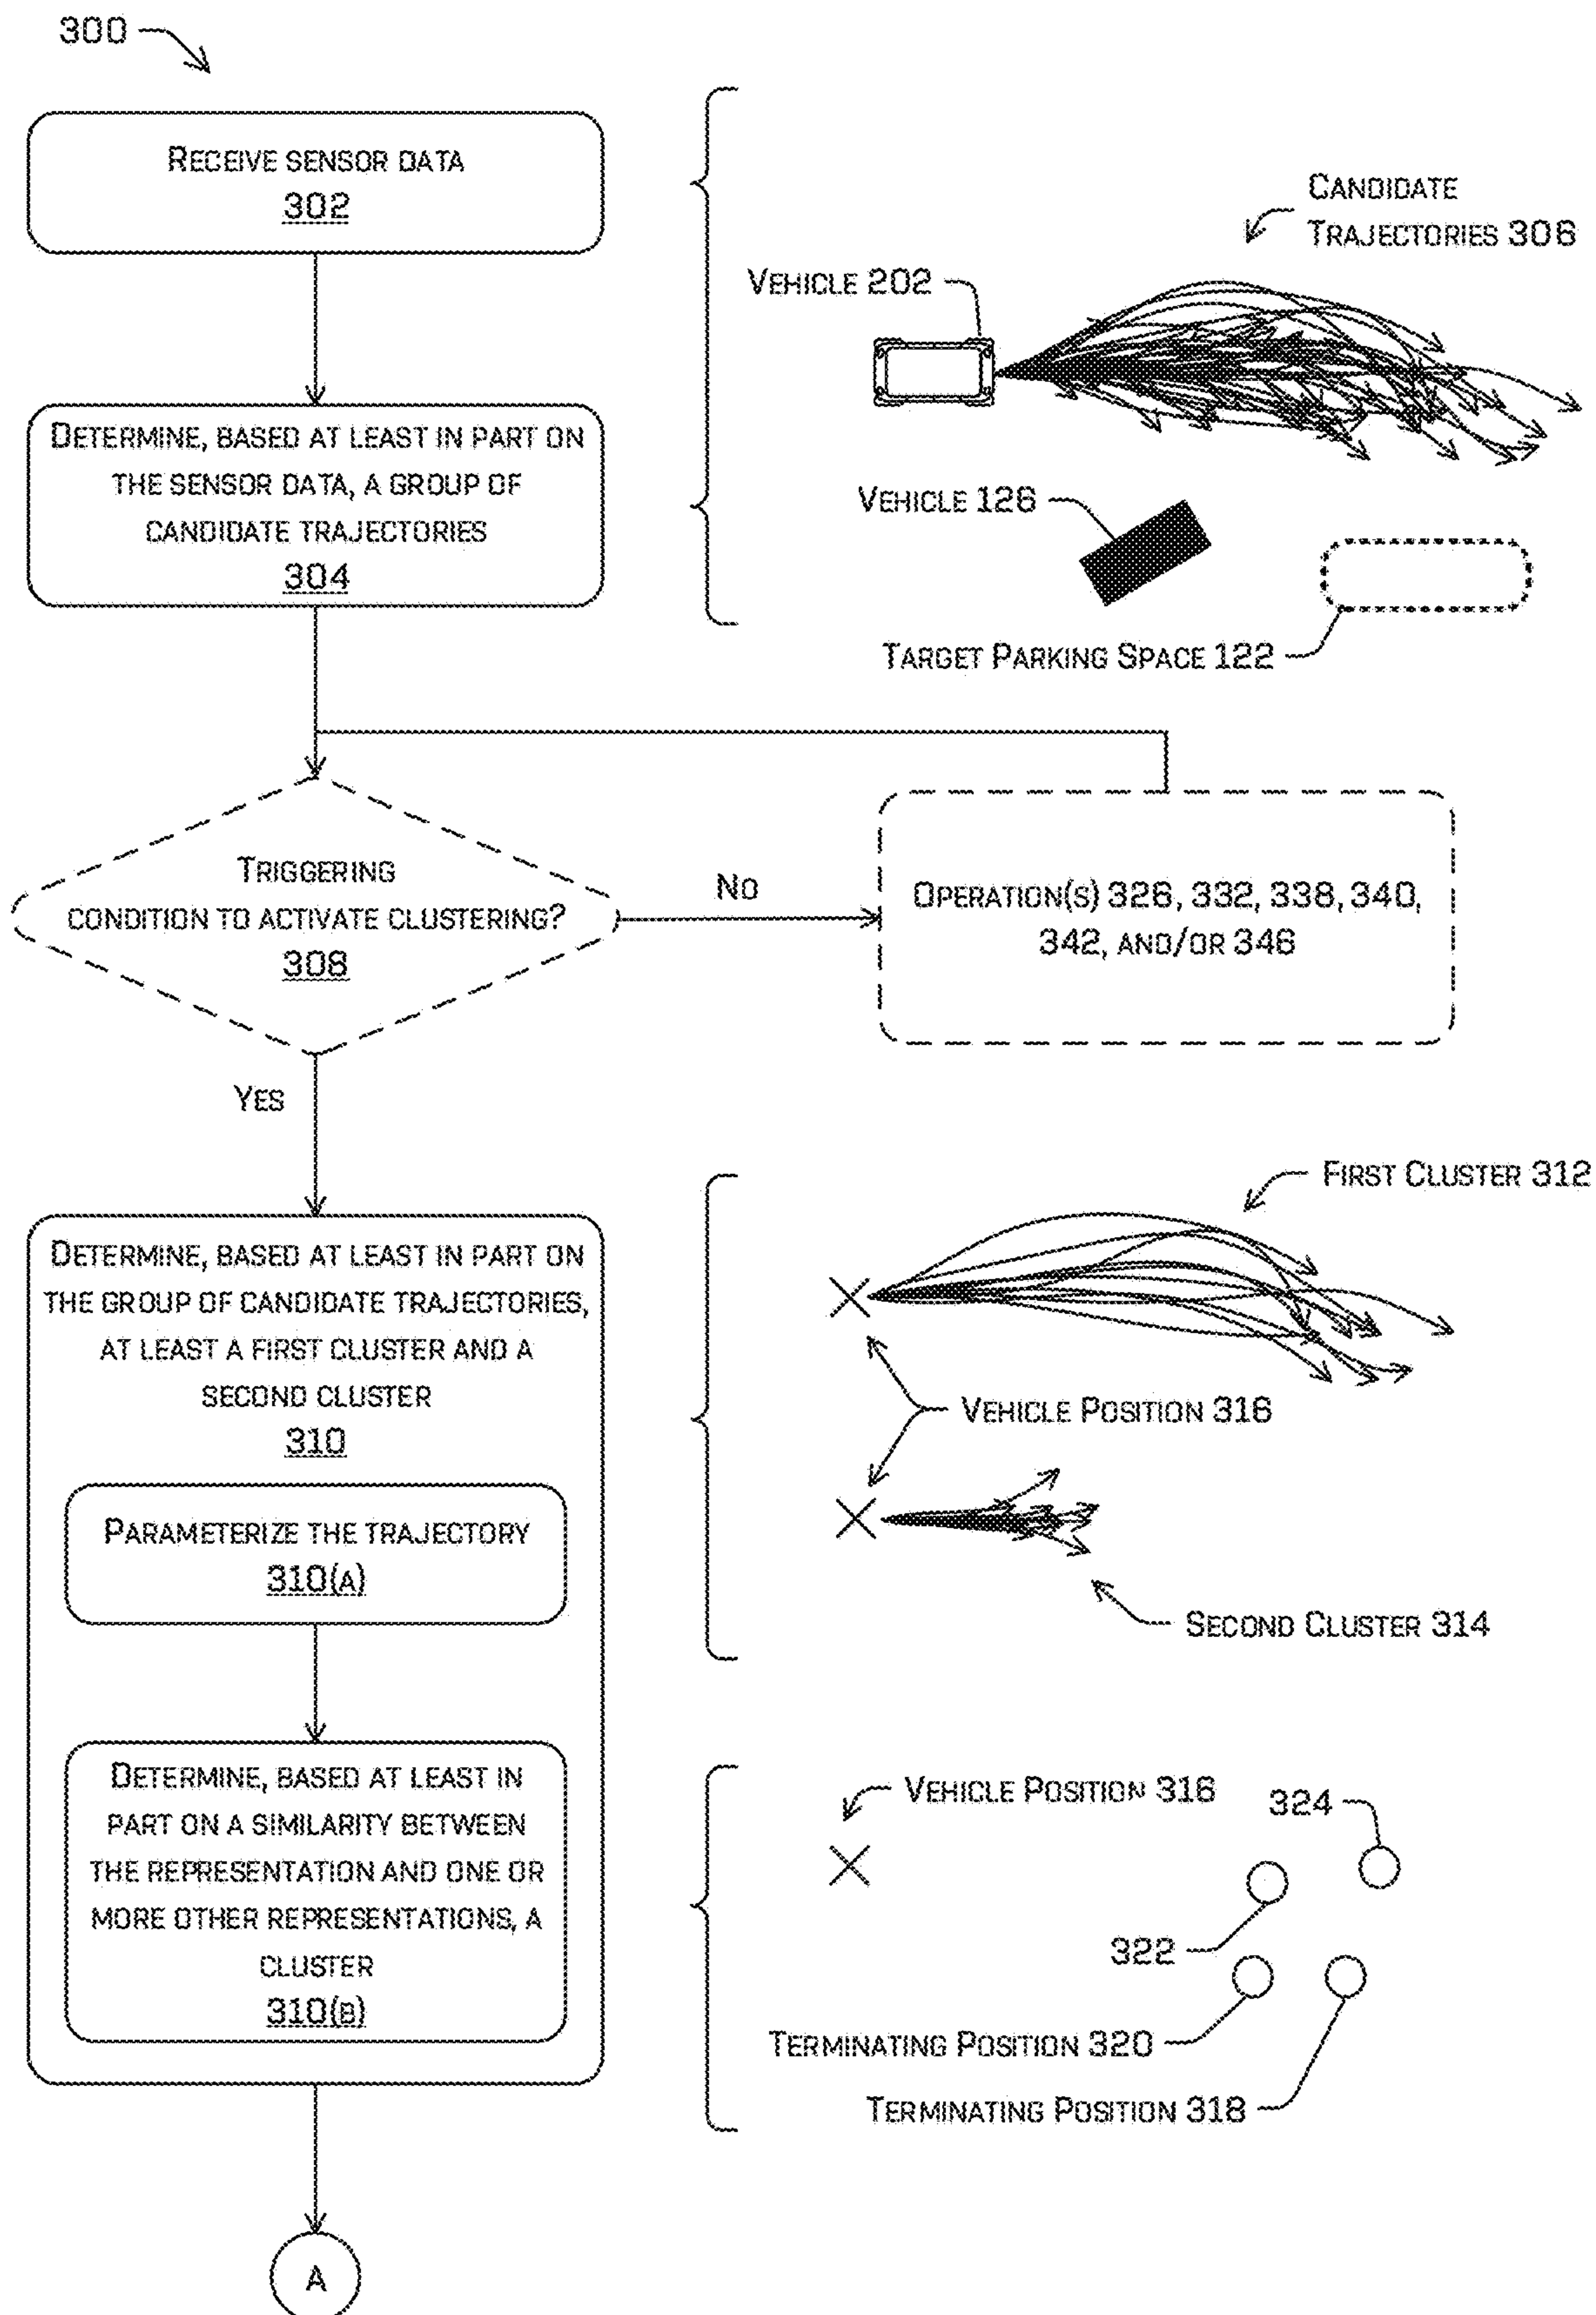 300
RECEIVE SENSOR DATA
302
DETERMINE, BASED AT LEAST IN PART ON
THE SENSOR DATA, A GROUP OF
CANDIDATE TRAJECTORIES
304
CANDIDATE
TRAJECTORIES 306
VEHICLE 202
VEHICLE 126
TARGET PARKING SPACE 122
TRIGGERING
CONDITION TO ACTIVATE CLUSTERING?
308
NO
OPERATION(S) 326, 332, 338, 340,
342, AND/OR 346
YES
DETERMINE, BASED AT LEAST IN PART ON
THE GROUP OF CANDIDATE TRAJECTORIES,
AT LEAST A FIRST CLUSTER AND A
SECOND CLUSTER
310
PARAMETERIZE THE TRAJECTORY
310(A)
DETERMINE, BASED AT LEAST IN
PART ON A SIMILARITY BETWEEN
THE REPRESENTATION AND ONE OR
MORE OTHER REPRESENTATIONS, A
CLUSTER
310(B)
FIRST CLUSTER 312
VEHICLE POSITION 316
SECOND CLUSTER 314
VEHICLE POSITION 316
324
322
TERMINATING POSITION 320
TERMINATING POSITION 318
A